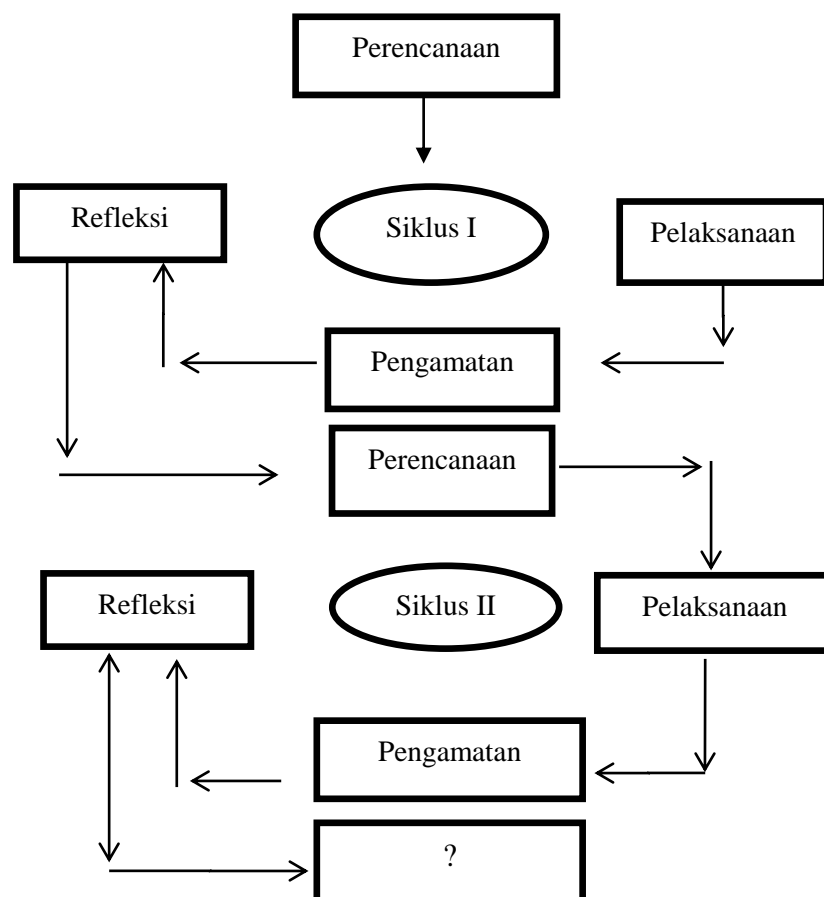 Perencanaan
Refleksi
Siklus I
Pelaksanaan
Pengamatan
Perencanaan
Refleksi
Siklus II
Pelaksanaan
Pengamatan
?